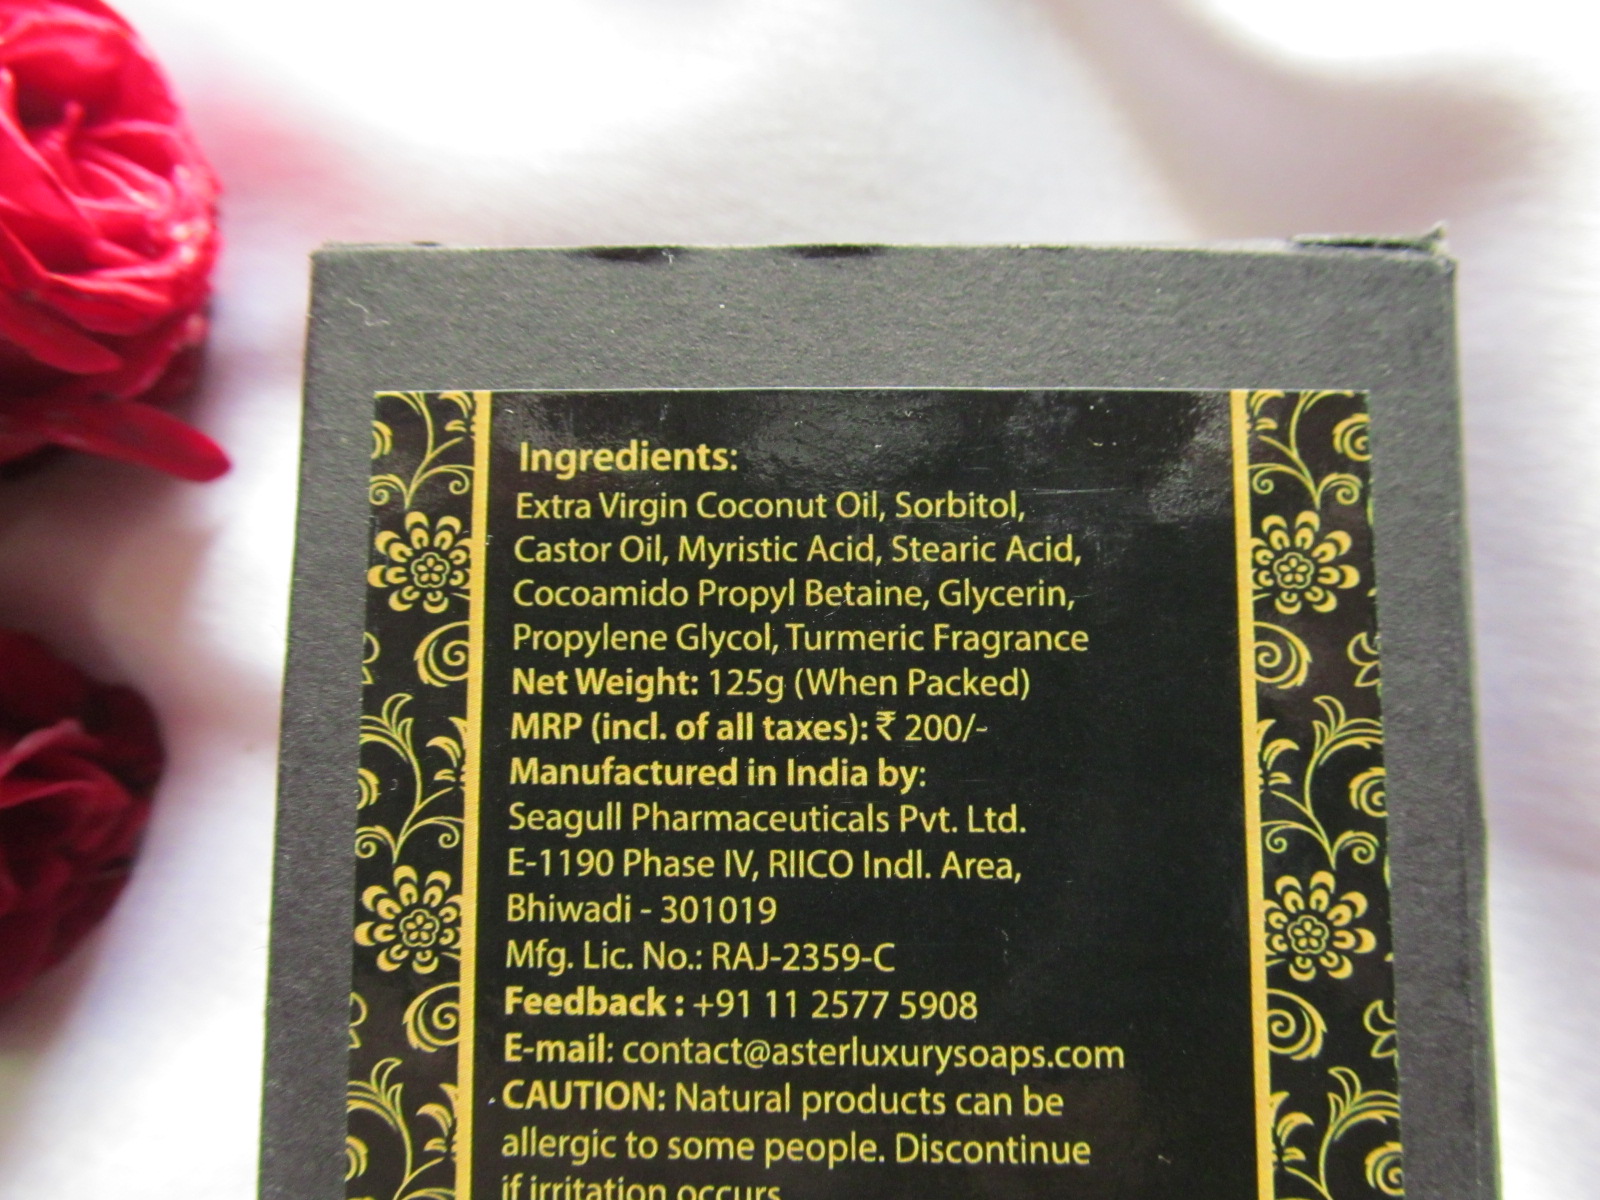 Ingredients:
Extra Virgin Coconut Oil, Sorbitol,
Castor Oil, Myristic Acid, Stearic Acid,
Cocoamido Propyl Betaine, Glycerin,
Propylene Glycol, Turmeric Fragrance
Net Weight: 125g (When Packed)
MRP (incl. of all taxes): ₹ 200/-
Manufactured in India by:
Seagull Pharmaceuticals Pvt. Ltd.
E-1190 Phase IV, RIICO Indl. Area,
Bhiwadi - 301019
Mfg. Lic. No.: RAJ-2359-C
Feedback : +91 11 2577 5908
E-mail: contact@asterluxurysoaps.com
CAUTION: Natural products can be
allergic to some people. Discontinue
if irritation occurs